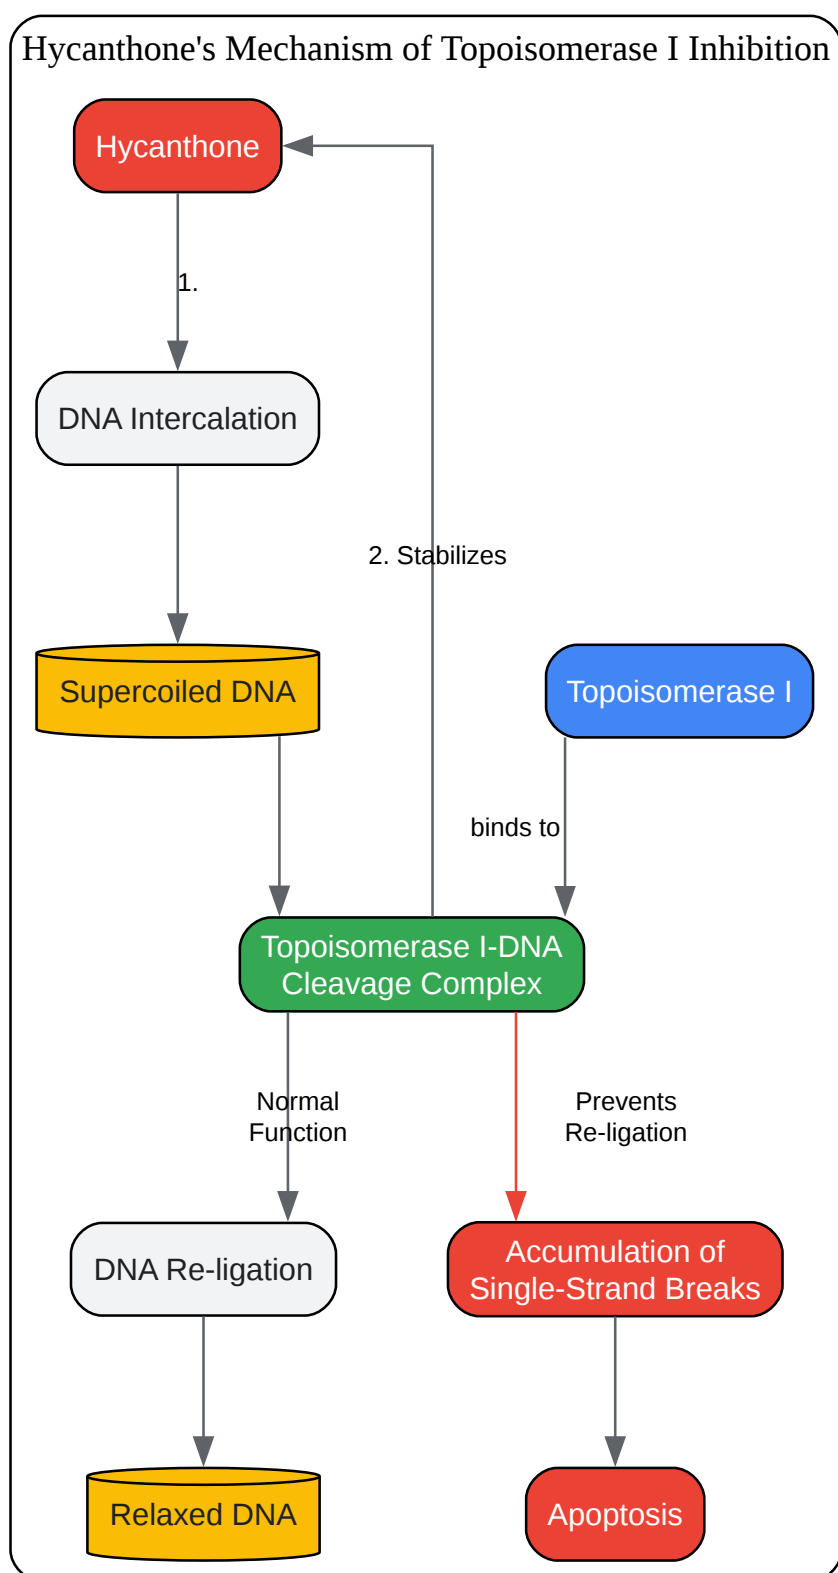 Hycanthone's Mechanism of Topoisomerase I Inhibition
Hycanthone
1.
DNA Intercalation
2. Stabilizes
Supercoiled DNA
Topoisomerase I
binds to
Topoisomerase I-DNA
Cleavage Complex
Normal
Function
Prevents
Re-ligation
DNA Re-ligation
Accumulation of
Single-Strand Breaks
Relaxed DNA
Apoptosis